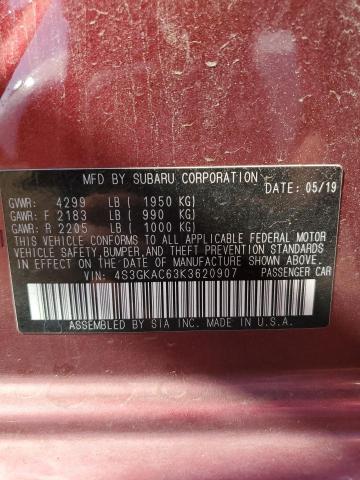 MFD BY SUBARU CORPORATION
DATE: 05/19
GVWR: 4299 LB ( 1950 KG)
GAWR: F 2183 LB ( 990 KG)
GAWR: R 2205 LB ( 1000 KG)
THIS VEHICLE CONFORMS TO ALL APPLICABLE FEDERAL MOTOR
VEHICLE SAFETY, BUMPER, AND THEFT PREVENTION STANDARDS
IN EFFECT ON THE DATE OF MANUFACTURE SHOWN ABOVE.
VIN: 4S3GKAC63K3620907 PASSENGER CAR
ASSEMBLED BY SIA INC. MADE IN U.S.A.